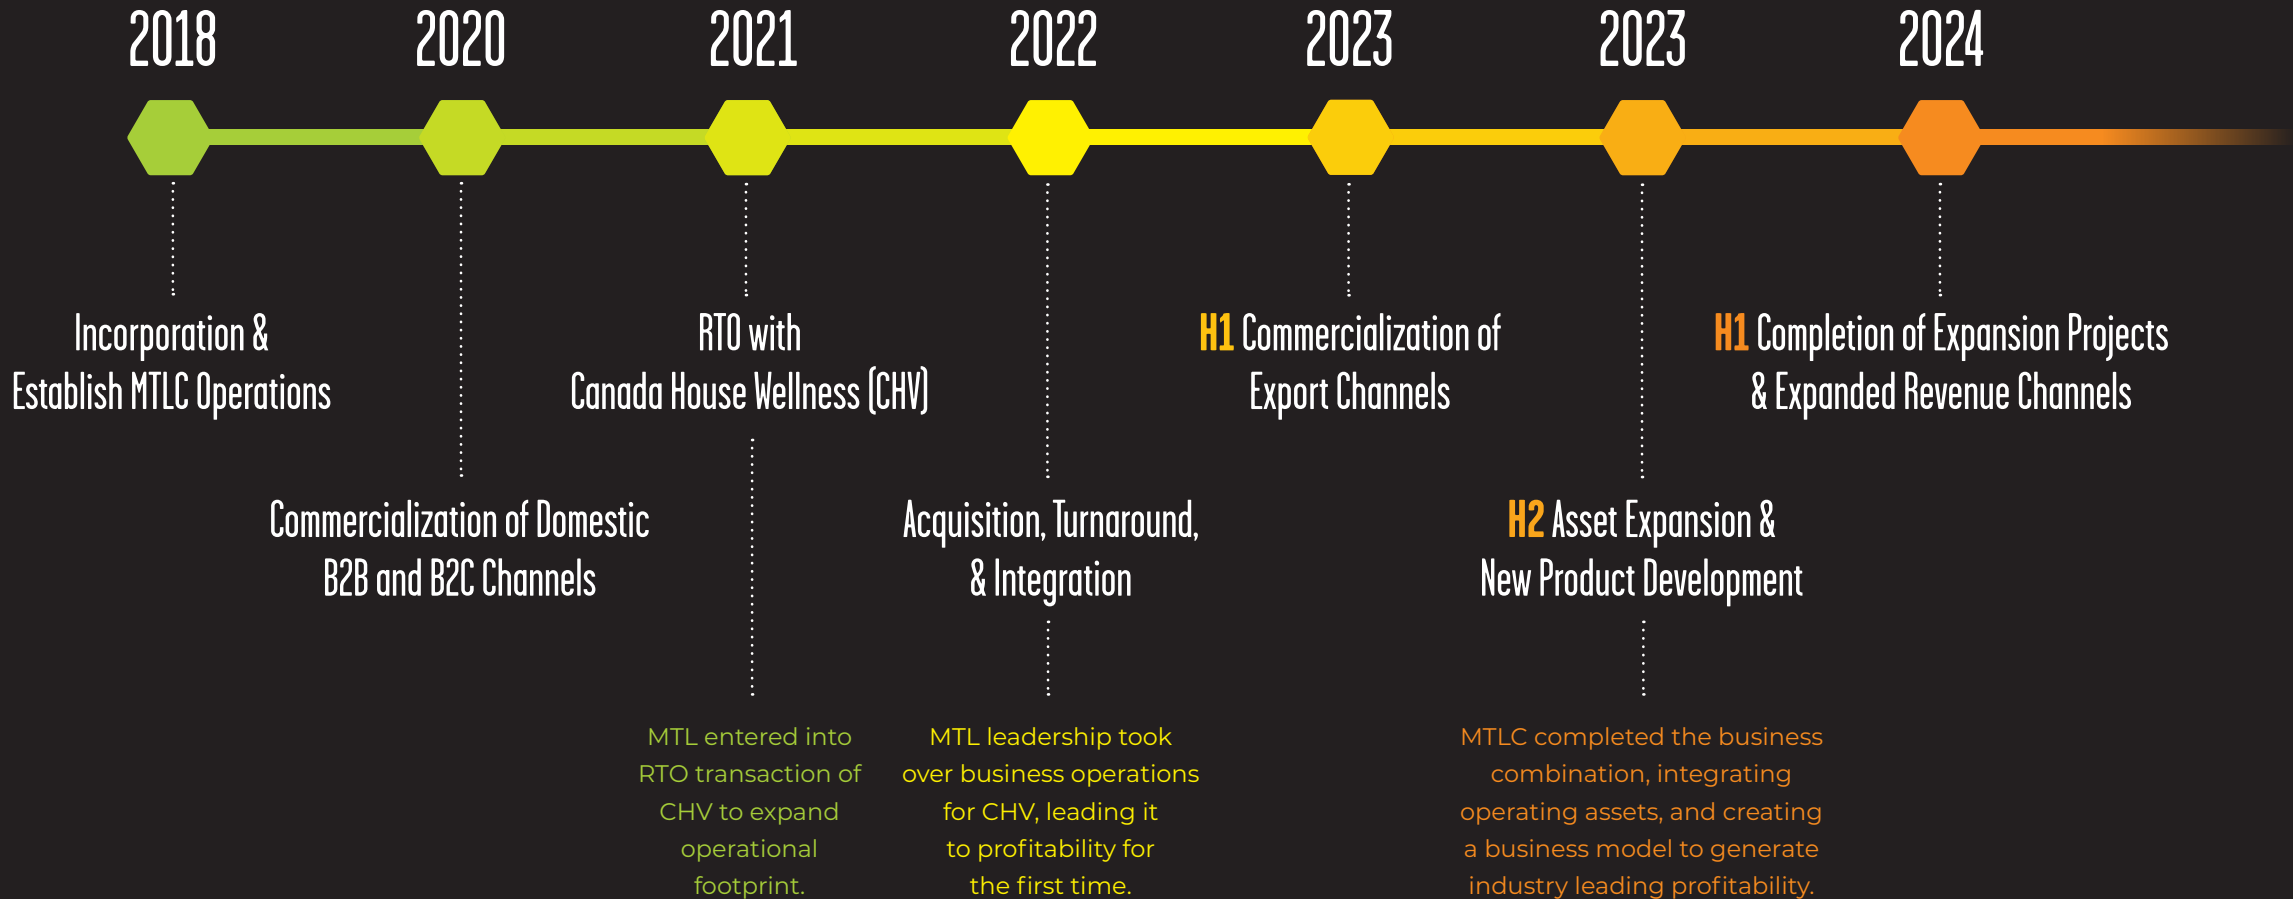 2018
2020
2021
2022
2023
2023
2024
Incorporation &
Establish MTLC Operations
Commercialization of Domestic
B2B and B2C Channels
RTO with
Canada House Wellness (CHV)
MTL entered into
RTO transaction of
CHV to expand
operational
footprint.
Acquisition, Turnaround,
& Integration
MTL leadership took
over business operations
for CHV, leading it
to profitability for
the first time.
H1 Commercialization of
Export Channels
H2 Asset Expansion &
New Product Development
MTLC completed the business
combination, integrating
operating assets, and creating
a business model to generate
industry leading profitability.
H1 Completion of Expansion Projects
& Expanded Revenue Channels